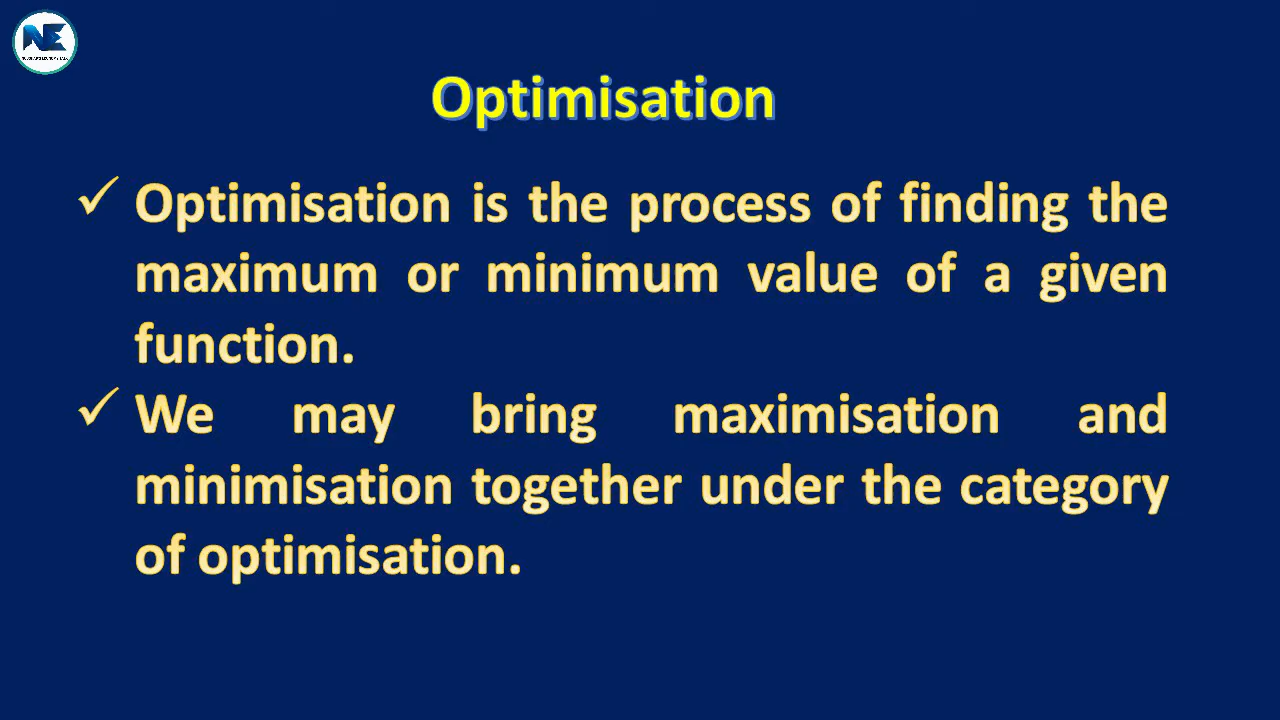 NE
Optimisation
✓ Optimisation is the process of finding the
maximum or minimum value of a given
function.
✓ We may bring maximisation and
minimisation together under the category
of optimisation.